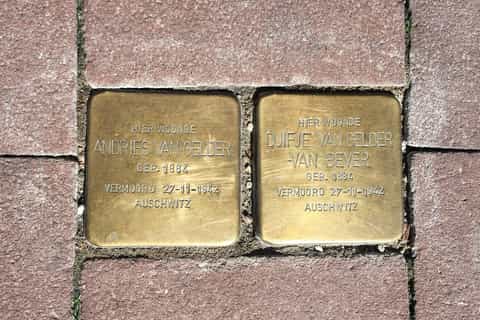 HIER WOONDE
ANDRIES VAN GELDER
GEB. 1884
VERMOORD 27-11-1942
AUSCHWITZ
HIER WOONDE
DUIFJE VAN GELDER
-VAN BEVER
GEB. 1884
VERMOORD 27-11-1942
AUSCHWITZ